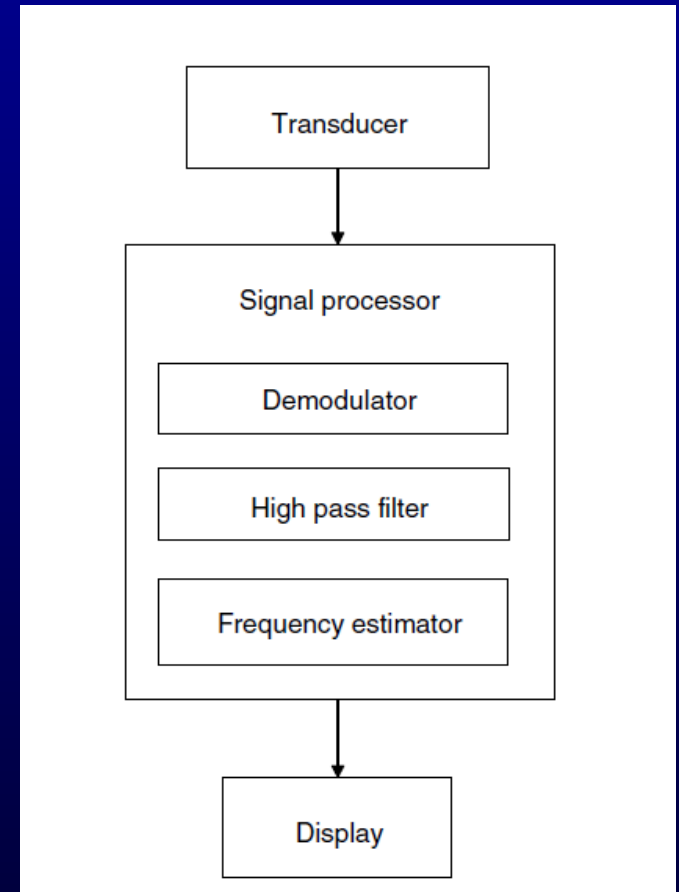 Transducer
Signal processor
Demodulator
High pass filter
Frequency estimator
Display